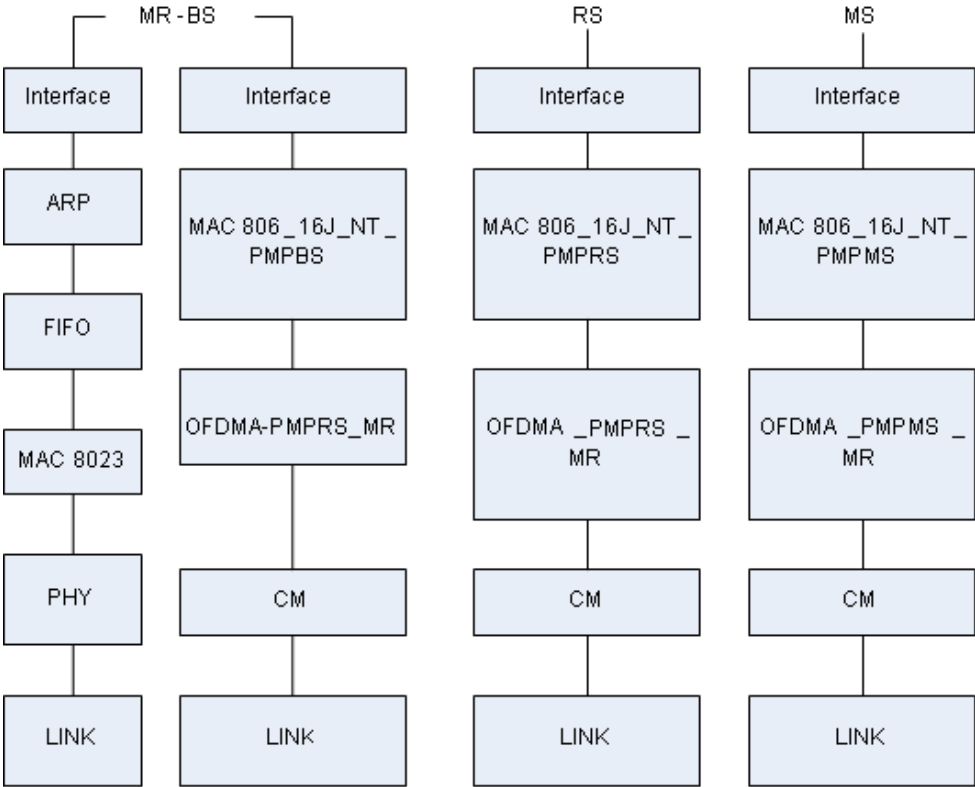 MR-BS
RS
MS
Interface
Interface
Interface
Interface
ARP
MAC 806_16J_NT_
PMPBS
MAC 806_16J_NT_
PMPRS
MAC 806_16J_NT_
PMPMS
FIFO
OFDMA-PMPRS_MR
OFDMA _PMPRS _
MR
OFDMA _PMPMS _
MR
MAC 8023
PHY
CM
CM
CM
LINK
LINK
LINK
LINK